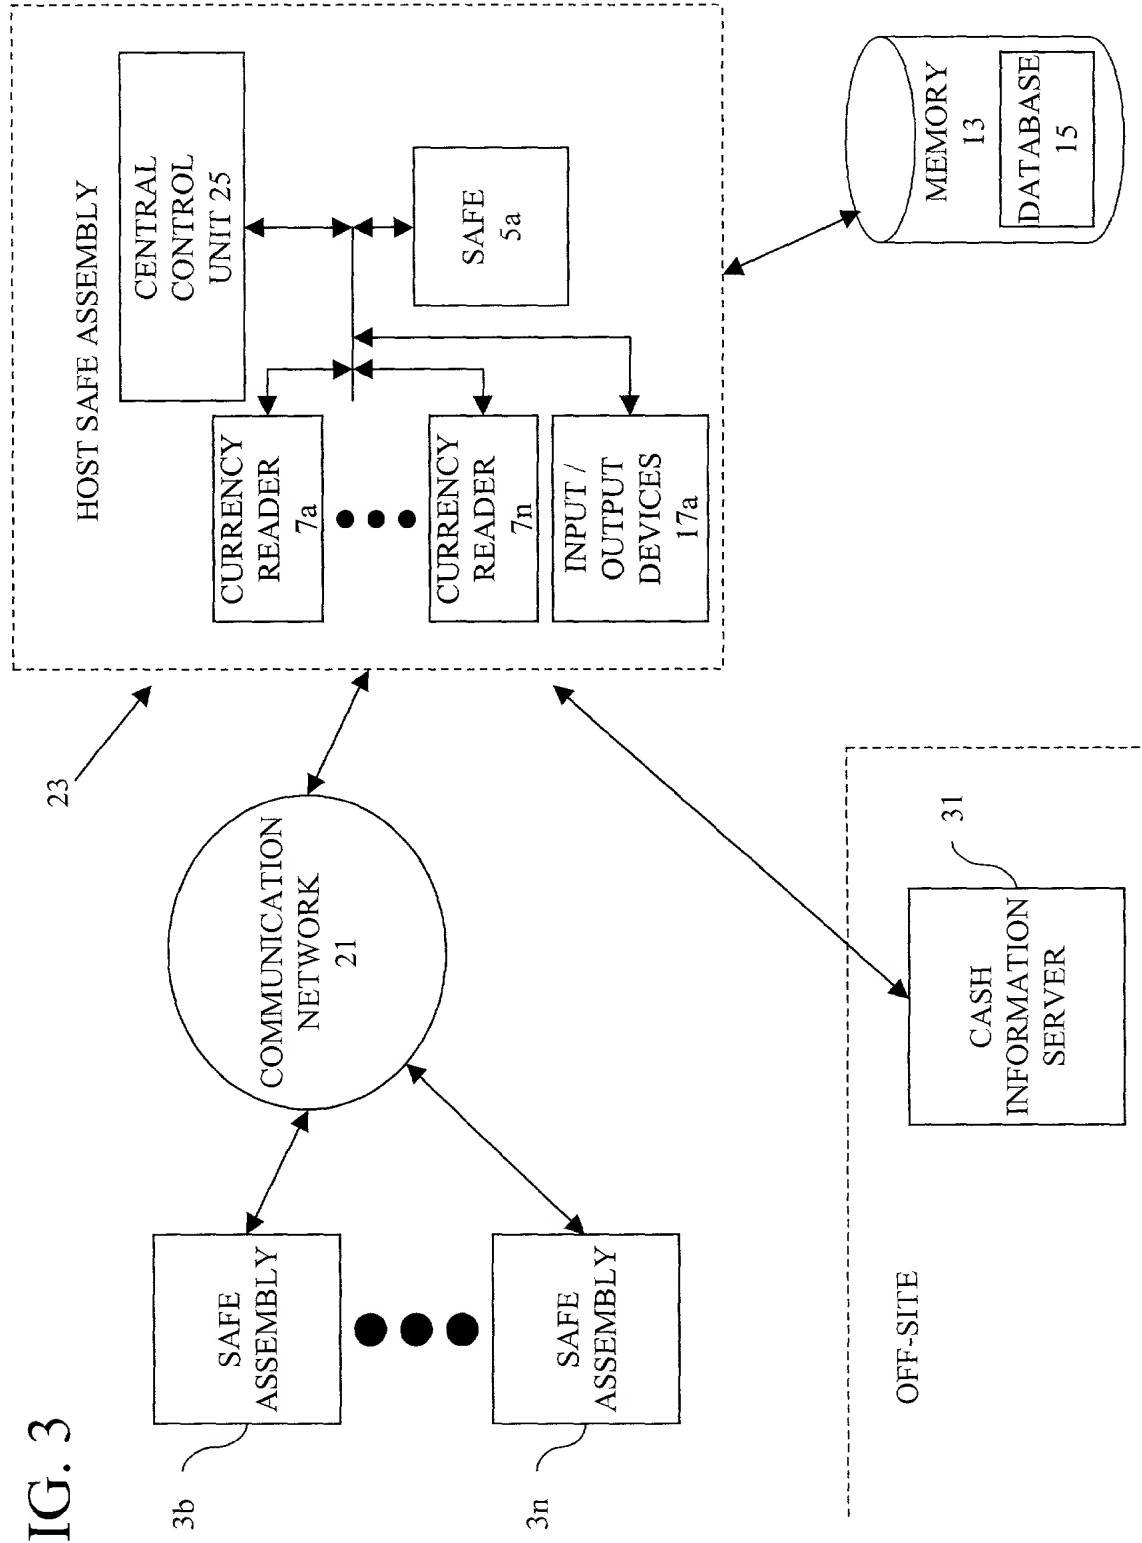 IG. 3
23
HOST SAFE ASSEMBLY
CENTRAL
CONTROL
UNIT 25
3b
SAFE
ASSEMBLY
COMMUNICATION
NETWORK
21
CURRENCY
READER
7a
CURRENCY
READER
7n
SAFE
5a
3n
SAFE
ASSEMBLY
INPUT /
OUTPUT
DEVICES
17a
OFF-SITE
31
CASH
INFORMATION
SERVER
MEMORY
13
DATABASE
15